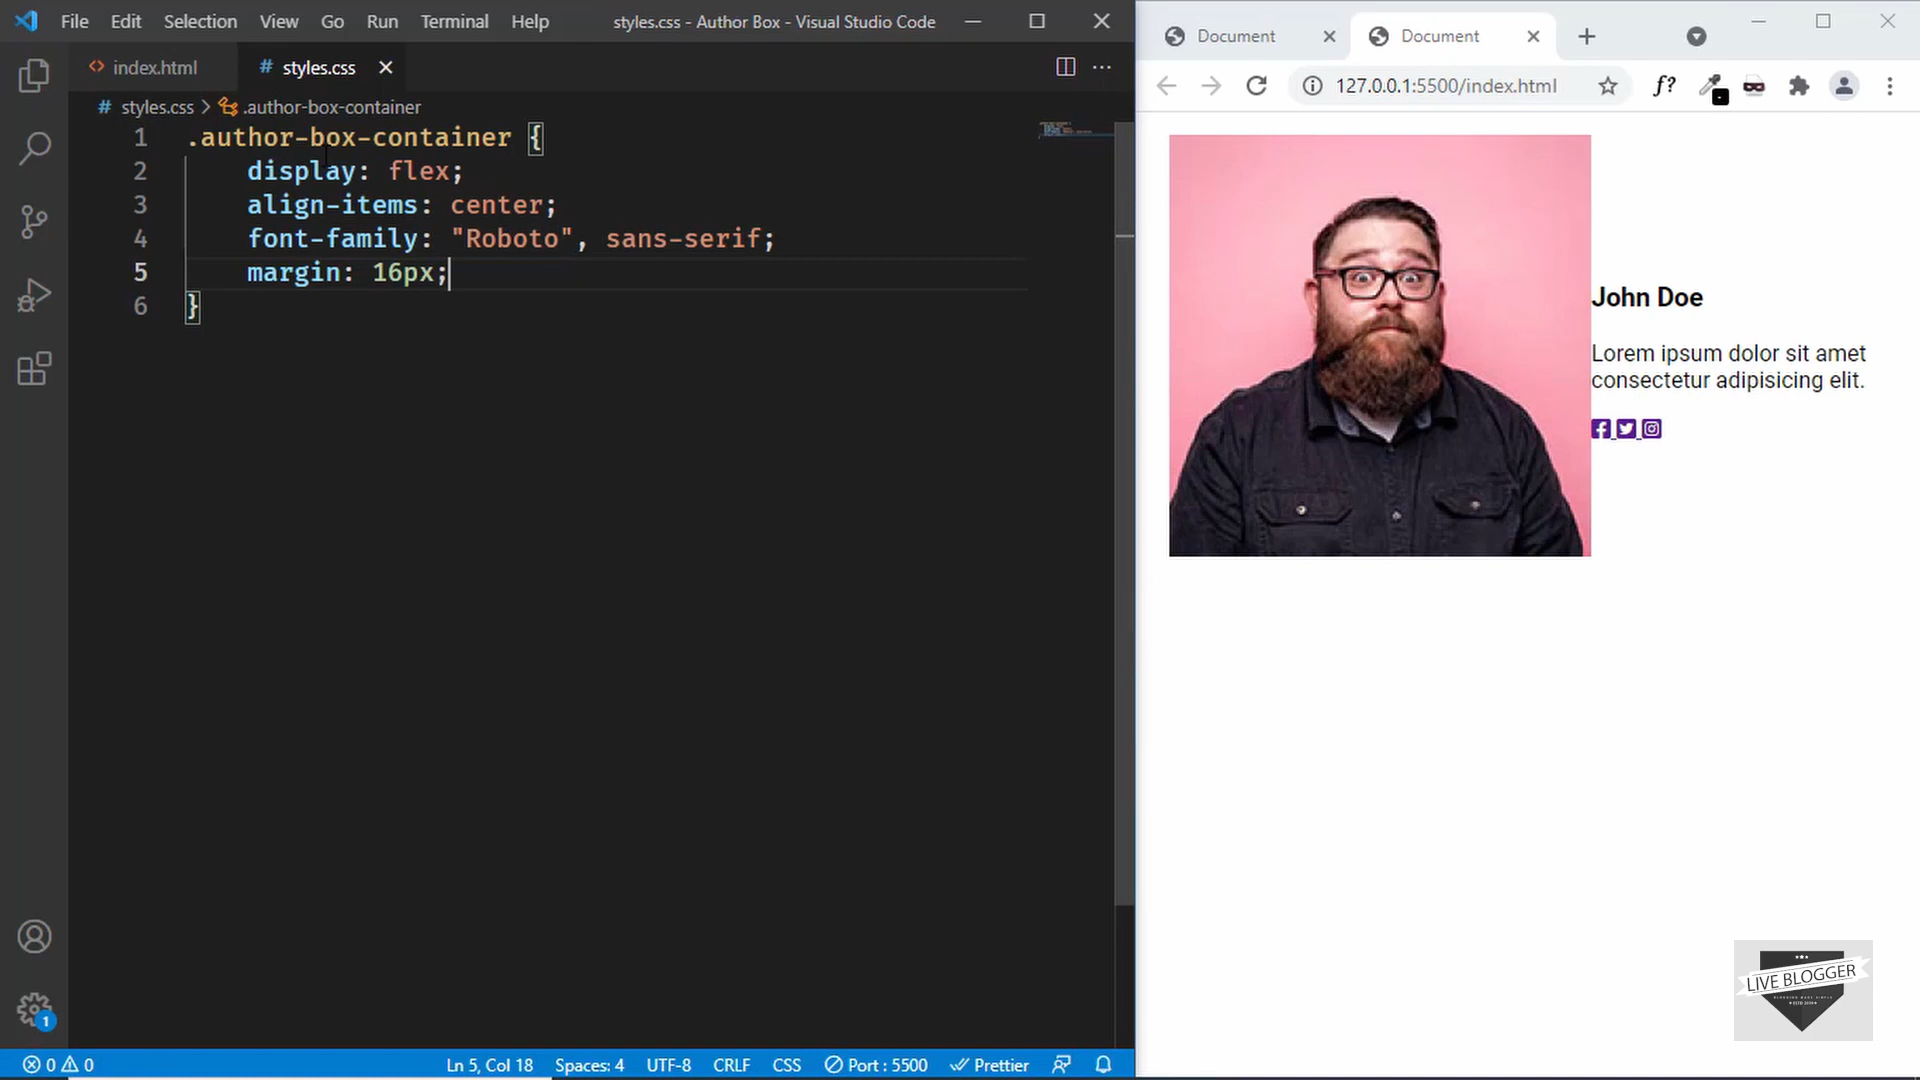 File Edit Selection View Go Run Terminal Help styles.css - Author Box - Visual Studio Code
index.html # styles.css
# styles.css > .author-box-container
1 .author-box-container {
2 display: flex;
3 align-items: center;
4 font-family: "Roboto", sans-serif;
5 margin: 16px;
6 }
1
0 0 Ln 5, Col 18 Spaces: 4 UTF-8 CRLF CSS Port : 5500 Prettier
Document Document
127.0.0.1:5500/index.html f?
John Doe
Lorem ipsum dolor sit amet
consectetur adipisicing elit.
LIVE BLOGGER